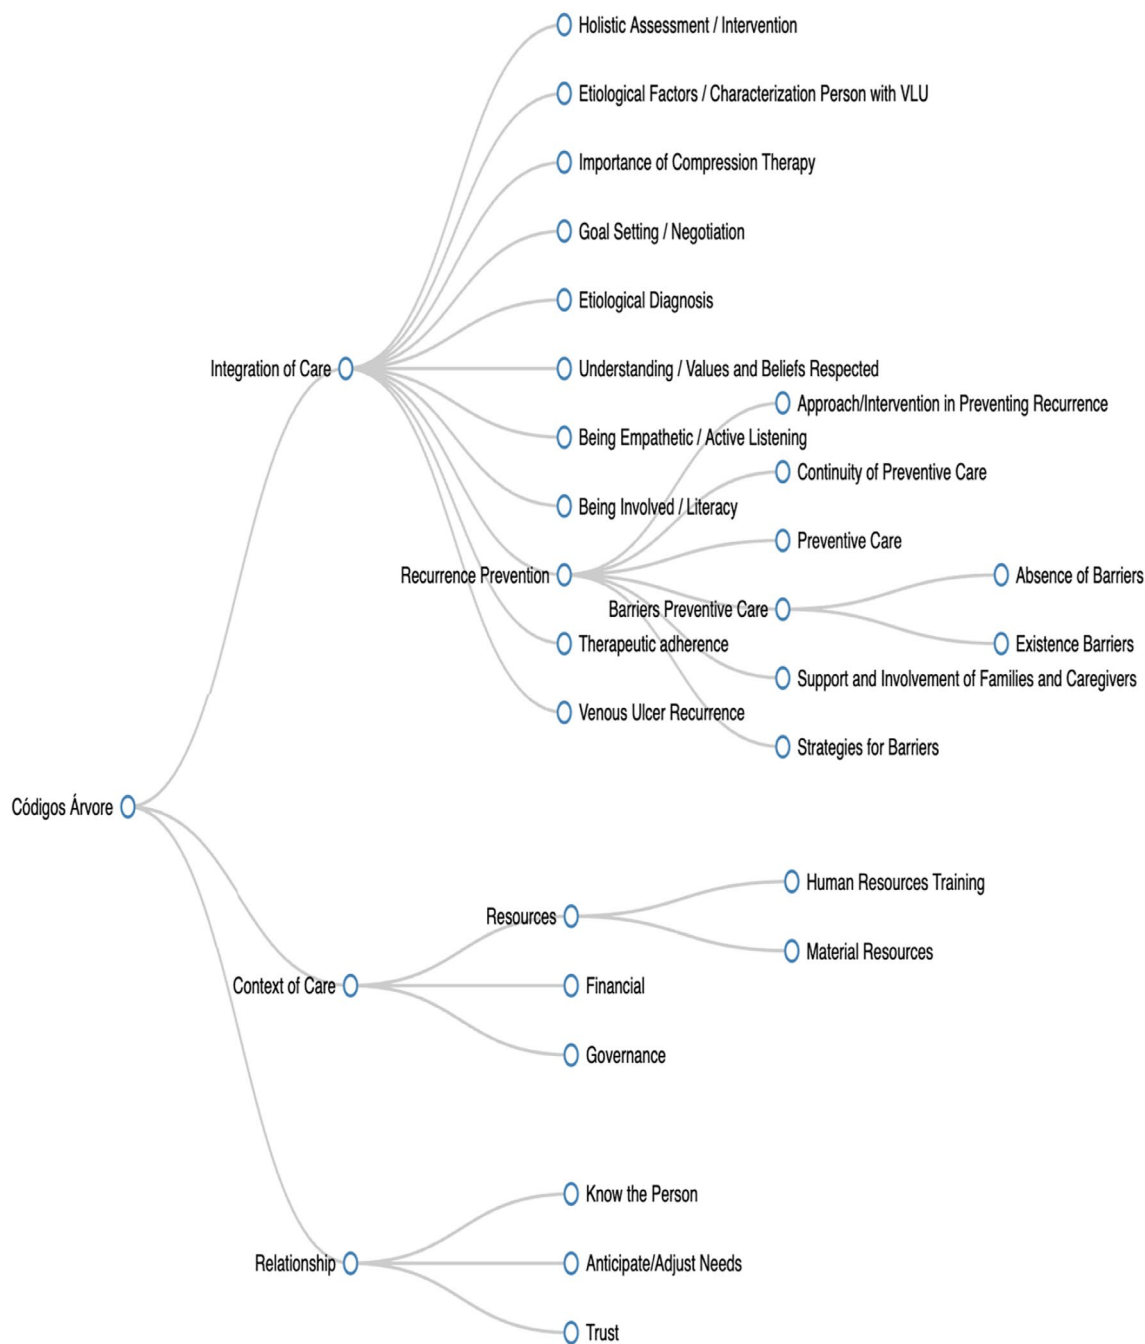 Holistic Assessment / Intervention
Etiological Factors / Characterization Person with VLU
Importance of Compression Therapy
Goal Setting / Negotiation
Etiological Diagnosis
Integration of Care
Understanding / Values and Beliefs Respected
Approach/Intervention in Preventing Recurrence
Being Empathetic / Active Listening
Continuity of Preventive Care
Being Involved / Literacy
Preventive Care
Recurrence Prevention
Absence of Barriers
Barriers Preventive Care
Therapeutic adherence
Existence Barriers
Support and Involvement of Families and Caregivers
Venous Ulcer Recurrence
Strategies for Barriers
Códigos Árvore
Human Resources Training
Resources
Material Resources
Context of Care
Financial
Governance
Know the Person
Relationship
Anticipate/Adjust Needs
Trust